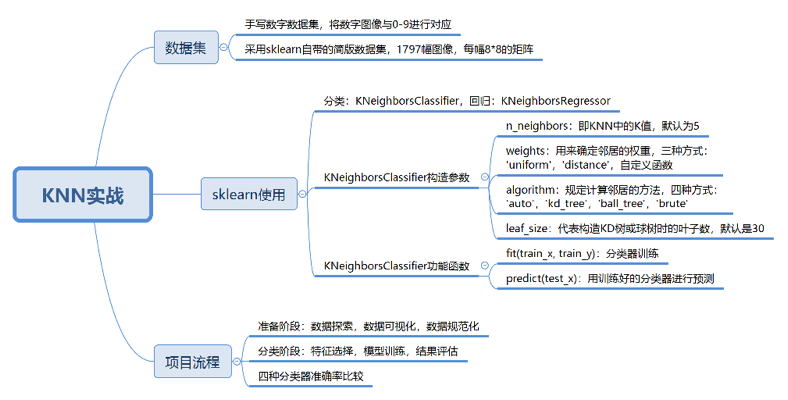 KNN实战
数据集
手写数字数据集，将数字图像与0-9进行对应
采用sklearn自带的简版数据集，1797幅图像，每幅8*8的矩阵
sklearn使用
分类：KNeighborsClassifier，回归：KNeighborsRegressor
KNeighborsClassifier构造参数
n_neighbors：即KNN中的K值，默认为5
weights：用来确定邻居的权重，三种方式：
'uniform'，'distance'，自定义函数
algorithm：规定计算邻居的方法，四种方式：
'auto'，'kd_tree'，'ball_tree'，'brute'
leaf_size：代表构造KD树或球树时的叶子数，默认是30
KNeighborsClassifier功能函数
fit(train_x, train_y)：分类器训练
predict(test_x)：用训练好的分类器进行预测
项目流程
准备阶段：数据探索，数据可视化，数据规范化
分类阶段：特征选择，模型训练，结果评估
四种分类器准确率比较